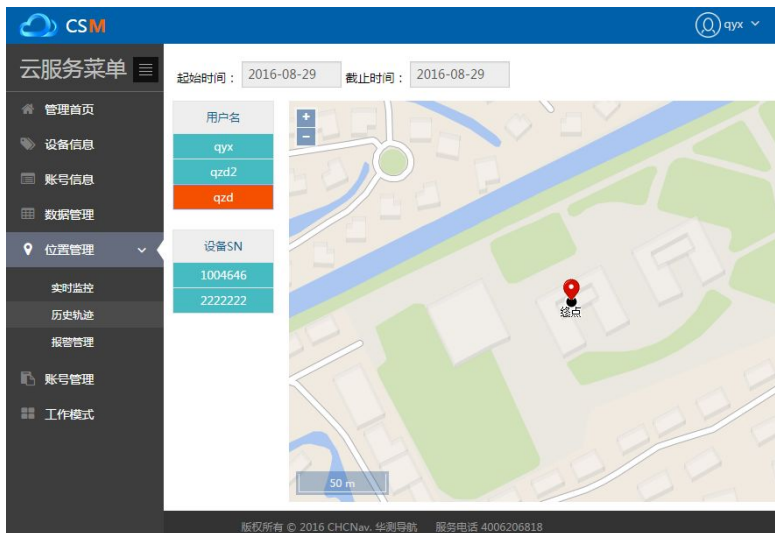 CSM
qyx
云服务菜单
起始时间： 2016-08-29 截止时间： 2016-08-29
管理首页
设备信息
账号信息
数据管理
位置管理
实时监控
历史轨迹
报警管理
账号管理
工作模式
用户名
qyx
qzd2
qzd
设备SN
1004646
2222222
+
−
终点
50 m
版权所有 © 2016 CHCNav. 华测导航 服务电话 4006206818